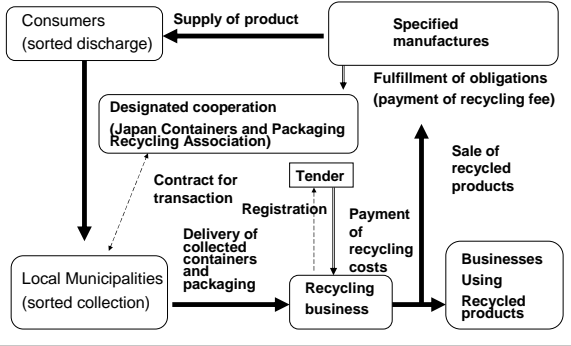 Consumers
(sorted discharge)
Supply of product
Specified
manufactures
Fulfillment of obligations
(payment of recycling fee)
Designated cooperation
(Japan Containers and Packaging
Recycling Association)
Contract for
transaction
Tender
Registration
Payment
of
recycling
costs
Sale of
recycled
products
Delivery of
collected
containers
and
packaging
Local Municipalities
(sorted collection)
Recycling
business
Businesses
Using
Recycled
products